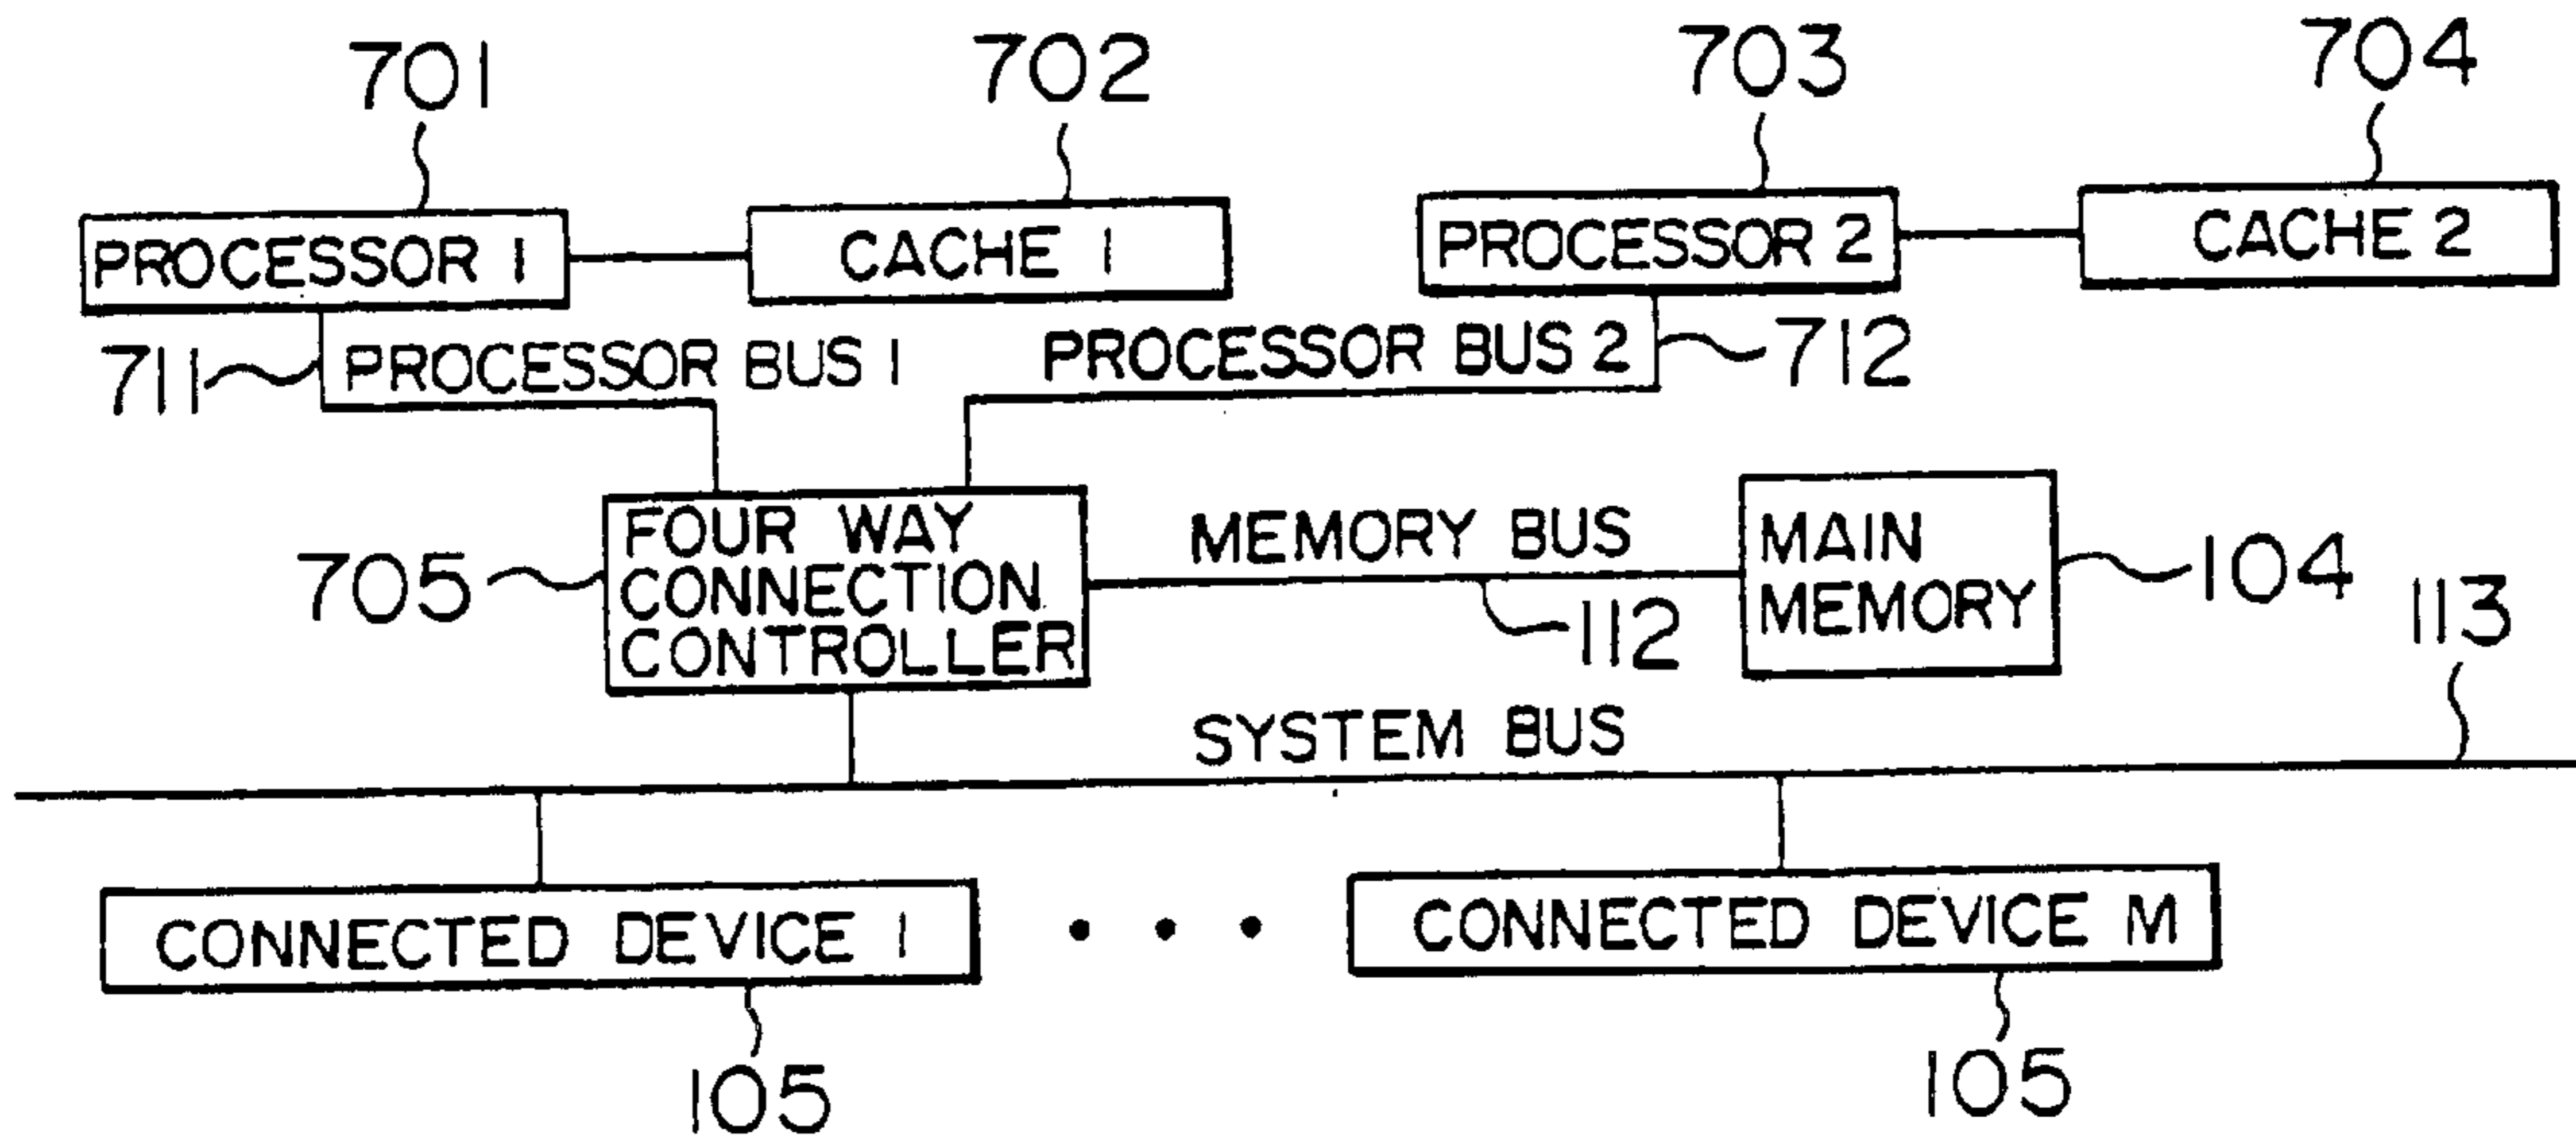 701
702
703
704
PROCESSOR 1
CACHE 1
PROCESSOR 2
CACHE 2
711
PROCESSOR BUS 1
PROCESSOR BUS 2
712
705
FOUR WAY
CONNECTION
CONTROLLER
MEMORY BUS
112
MAIN
MEMORY
104
113
SYSTEM BUS
CONNECTED DEVICE 1
CONNECTED DEVICE M
105
105